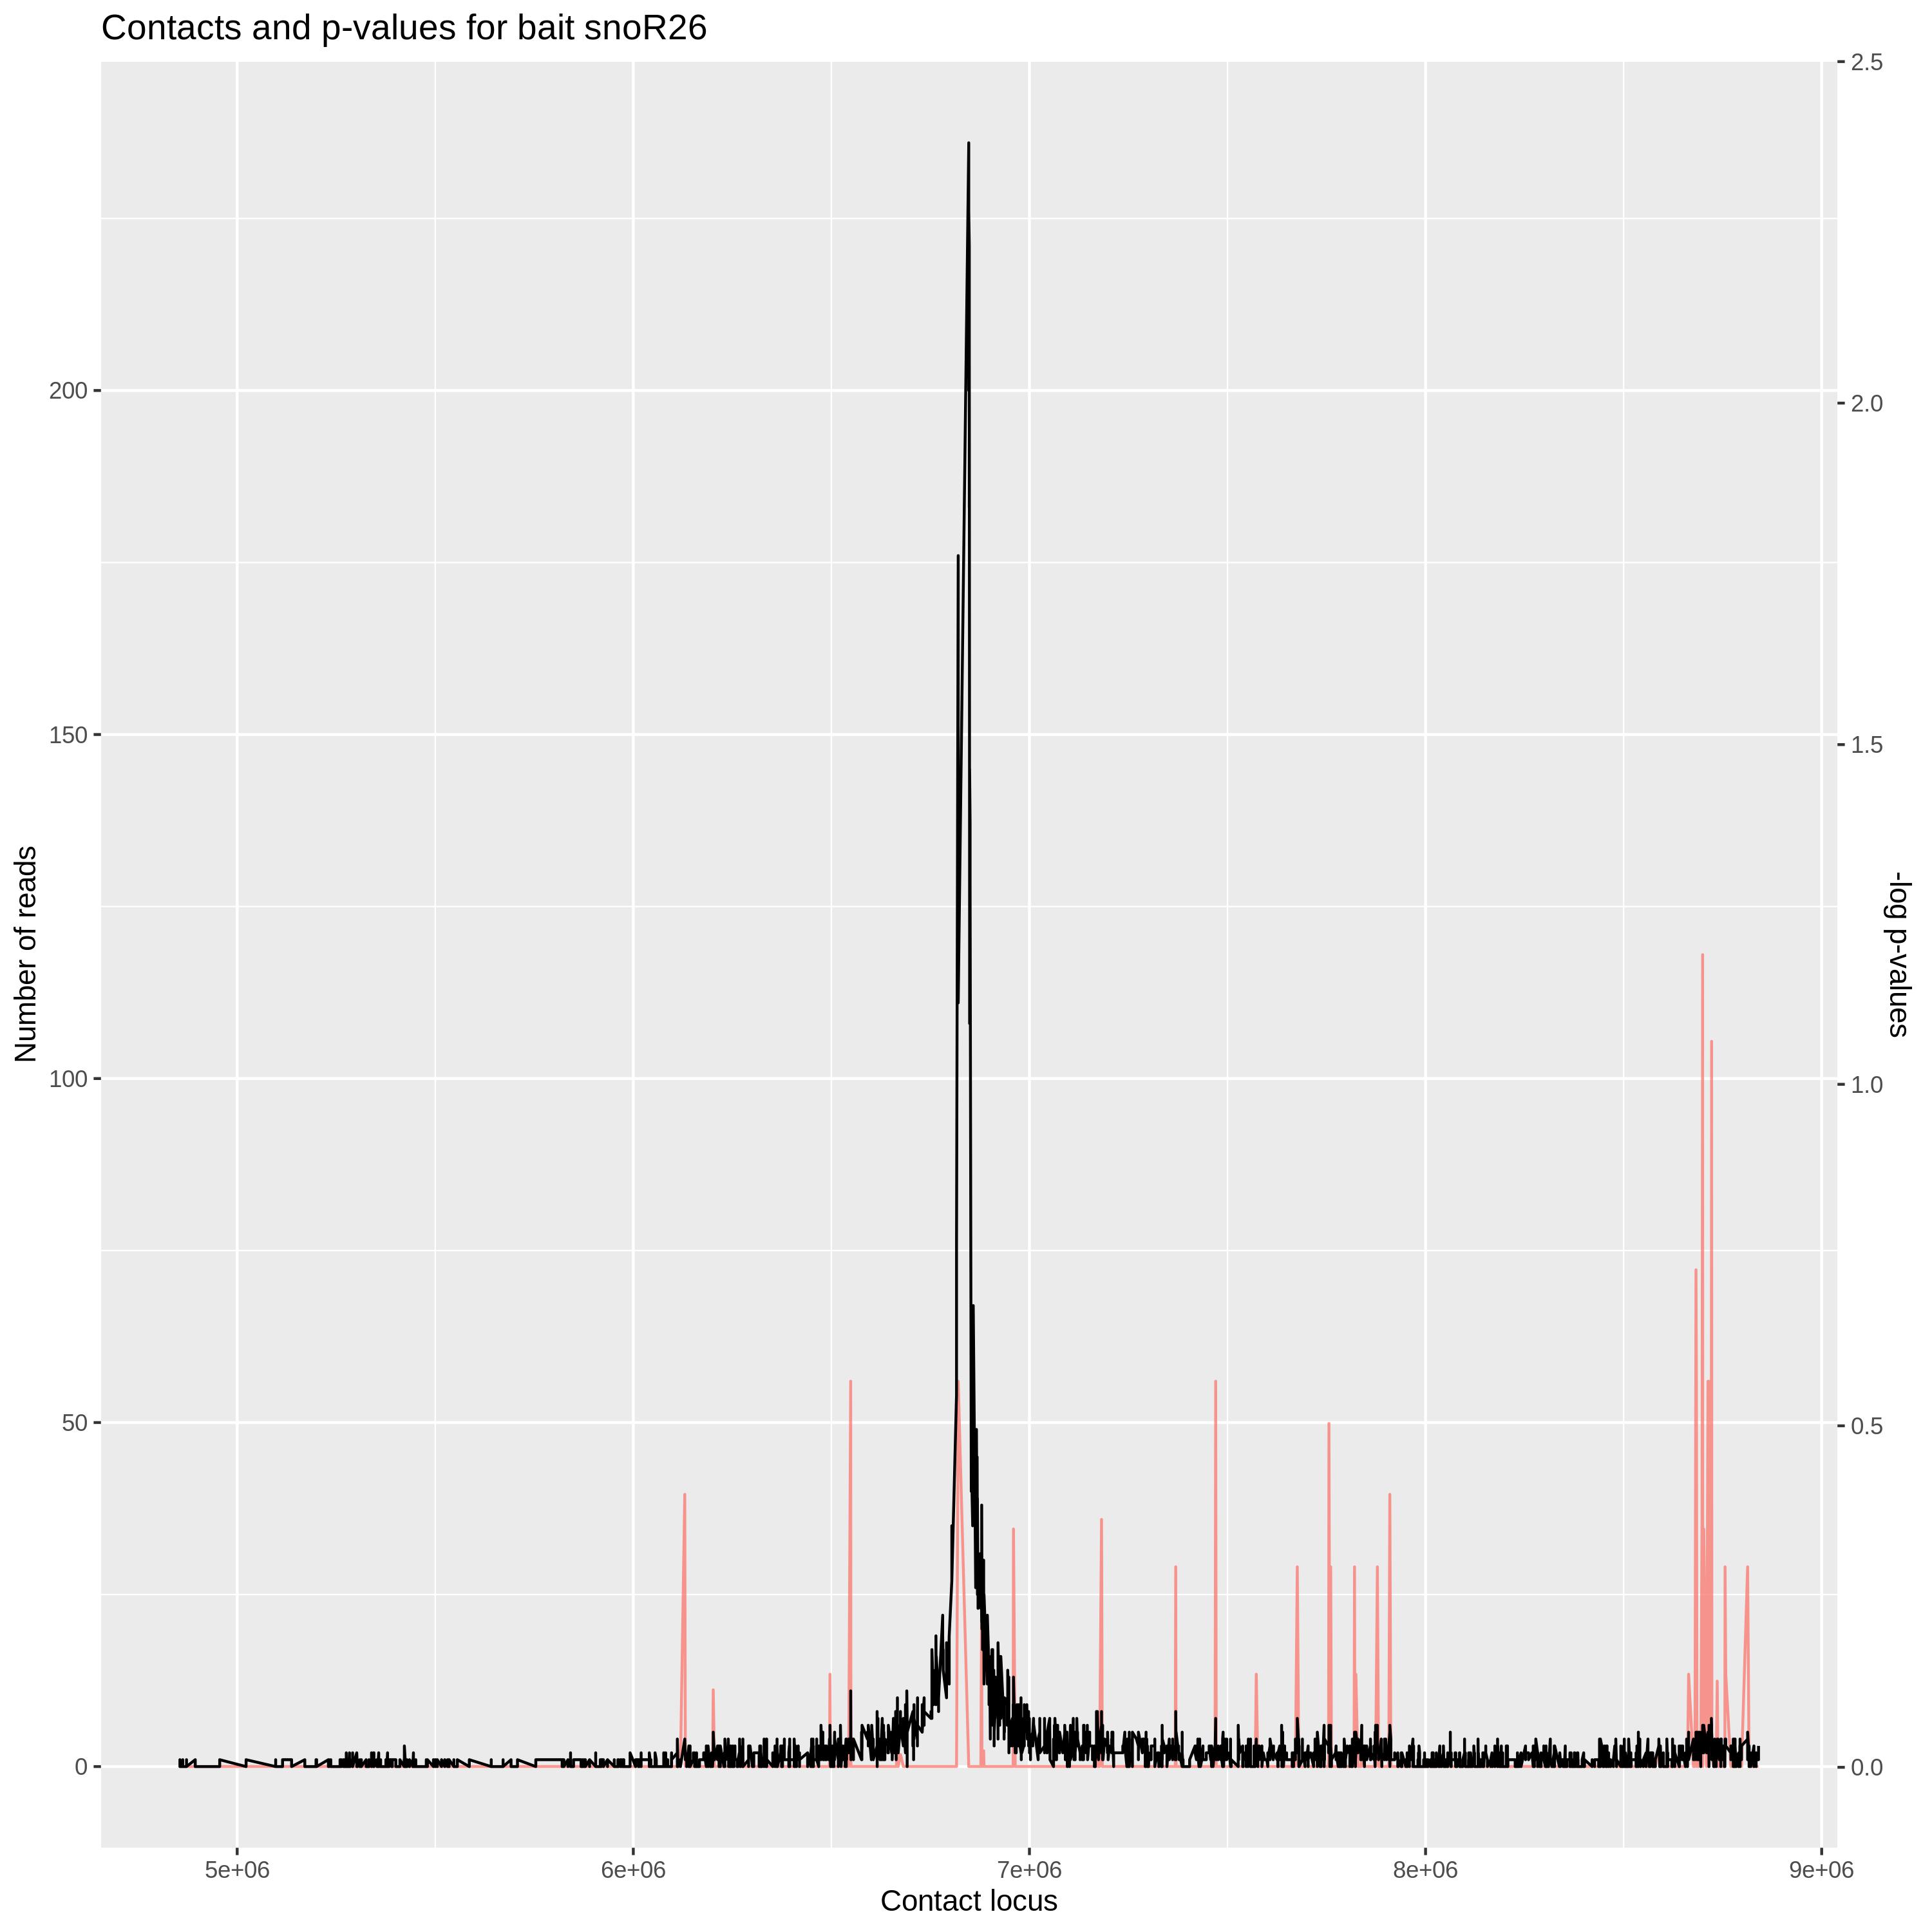 Contacts and p-values for bait snoR26
2.5
200
2.0
150
1.5
Number of reads
-log p-values
100
1.0
50
0.5
0
0.0
5e+06
6e+06
7e+06
8e+06
9e+06
Contact locus